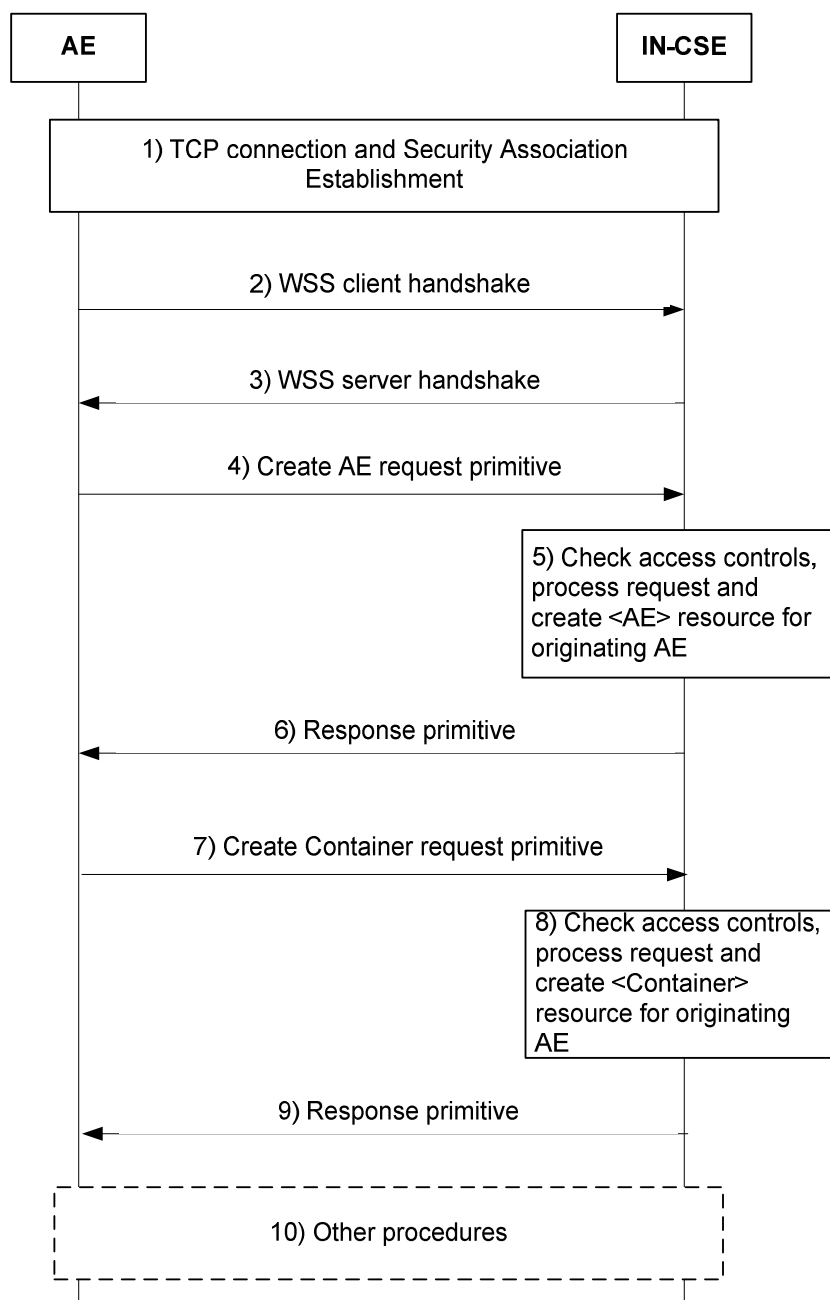 AE
IN-CSE
1) TCP connection and Security Association
Establishment
2) WSS client handshake
3) WSS server handshake
4) Create AE request primitive
5) Check access controls,
process request and
create <AE> resource for
originating AE
6) Response primitive
7) Create Container request primitive
8) Check access controls,
process request and
create <Container>
resource for originating
AE
9) Response primitive
10) Other procedures